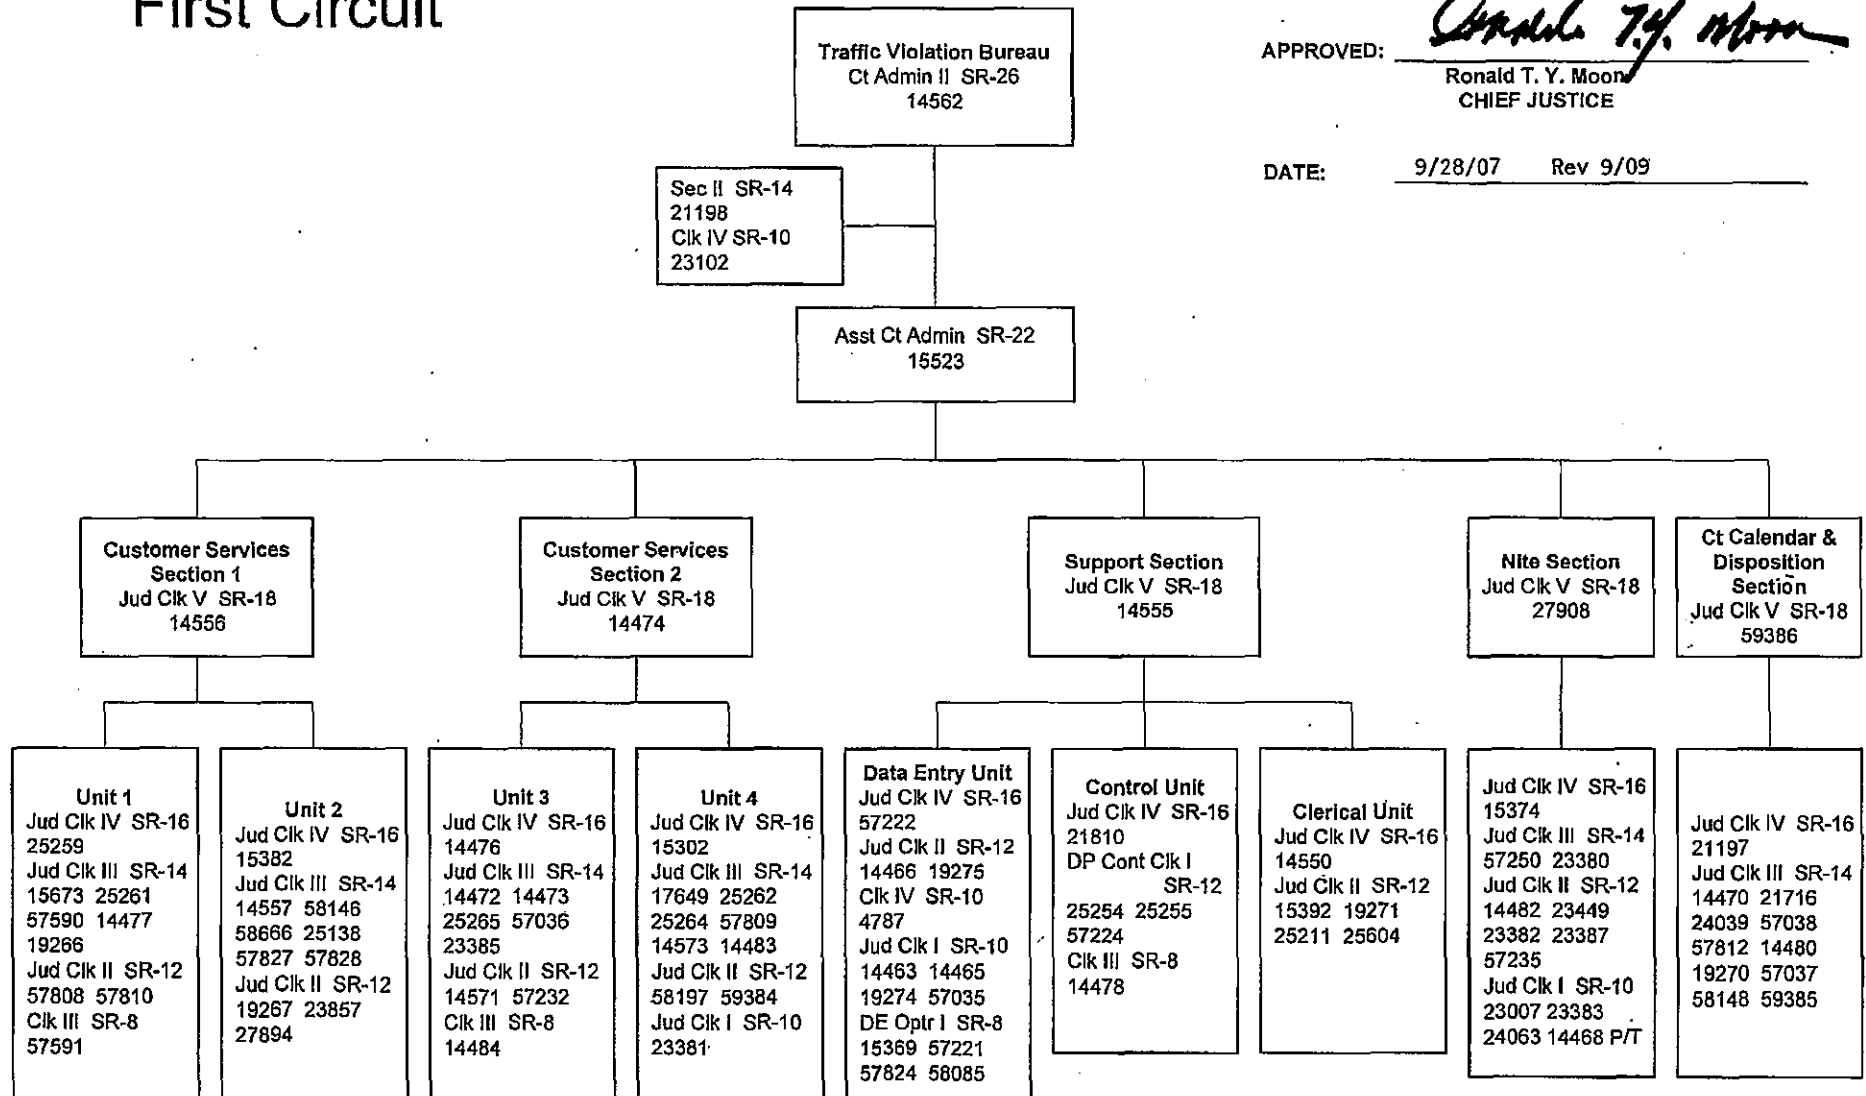 First Circuit
Traffic Violation Bureau
Ct Admin II SR-26
14562
APPROVED:
Ronald T. Y. Moon
CHIEF JUSTICE
DATE: 9/28/07 Rev 9/09
Sec II SR-14
21198
Clk IV SR-10
23102
Asst Ct Admin SR-22
15523
Customer Services
Section 1
Jud Clk V SR-18
14556
Customer Services
Section 2
Jud Clk V SR-18
14474
Support Section
Jud Clk V SR-18
14555
Nite Section
Jud Clk V SR-18
27908
Ct Calendar &
Disposition
Section
Jud Clk V SR-18
59386
Unit 1
Jud Clk IV SR-16
25259
Jud Clk III SR-14
15673 25261
57590 14477
19266
Jud Clk II SR-12
57808 57810
Clk III SR-8
57591
Unit 2
Jud Clk IV SR-16
15382
Jud Clk III SR-14
14557 58146
58666 25138
57827 57828
Jud Clk II SR-12
19267 23857
27894
Unit 3
Jud Clk IV SR-16
14476
Jud Clk III SR-14
14472 14473
25265 57036
23385
Jud Clk II SR-12
14571 57232
Clk III SR-8
14484
Unit 4
Jud Clk IV SR-16
15302
Jud Clk III SR-14
17649 25262
25264 57809
14573 14483
Jud Clk II SR-12
58197 59384
Jud Clk I SR-10
23381
Data Entry Unit
Jud Clk IV SR-16
57222
Jud Clk II SR-12
14466 19275
Clk IV SR-10
4787
Jud Clk I SR-10
14463 14465
19274 57035
DE Optr I SR-8
15369 57221
57824 58085
Control Unit
Jud Clk IV SR-16
21810
DP Cont Clk I
SR-12
25254 25255
57224
Clk III SR-8
14478
Clerical Unit
Jud Clk IV SR-16
14550
Jud Clk II SR-12
15392 19271
25211 25604
Jud Clk IV SR-16
15374
Jud Clk III SR-14
57250 23380
Jud Clk II SR-12
14482 23449
23382 23387
57235
Jud Clk I SR-10
23007 23383
24063 14468 P/T
Jud Clk IV SR-16
21197
Jud Clk III SR-14
14470 21716
24039 57038
57812 14480
19270 57037
58148 59385